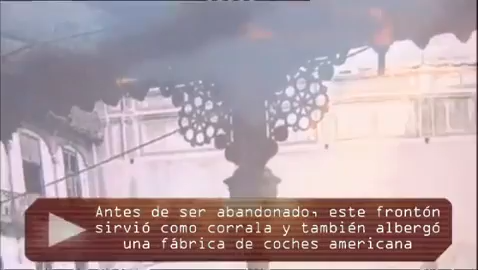 Antes de ser abandonado, este frontón
sirvió como corrala y también albergó
una fábrica de coches americana